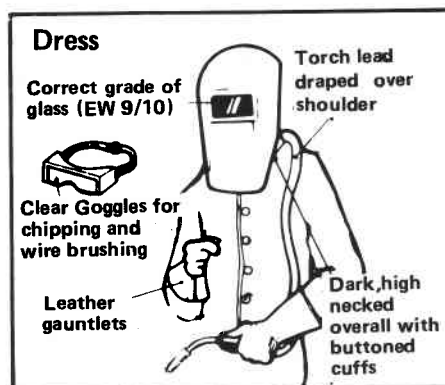 Dress
Correct grade of
glass (EW 9/10)
Torch lead
draped over
shoulder
Clear Goggles for
chipping and
wire brushing
Leather
gauntlets
Dark,high
necked
overall with
buttoned
cuffs